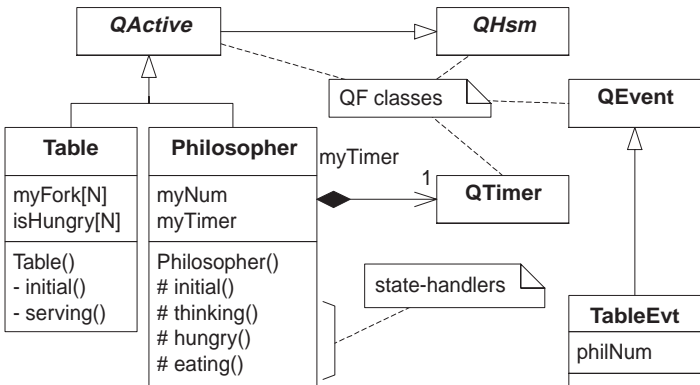 QActive
QHsm
QF classes
QEvent
Table
myFork[N]
isHungry[N]
Table()
- initial()
- serving()
Philosopher
myNum
myTimer
Philosopher()
# initial()
# thinking()
# hungry()
# eating()
myTimer
1
QTimer
state-handlers
TableEvt
philNum